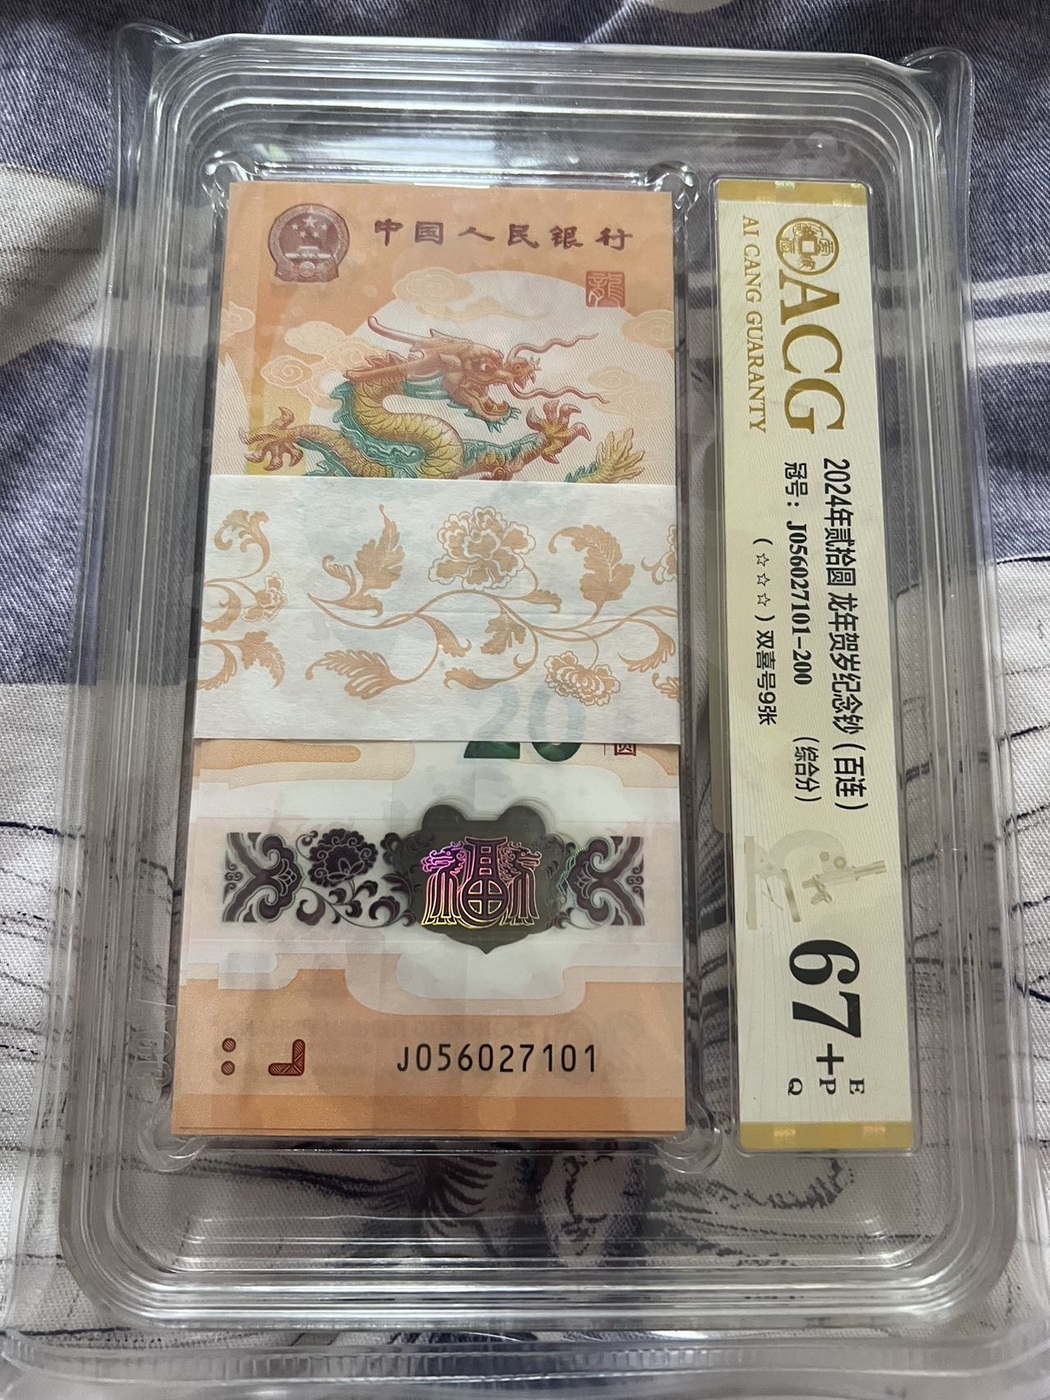 中国人民银行
龍
20
圆
福
J056027101
ACG
AI CANG GUARANTY
2024年贰拾圆 龙年贺岁纪念钞（百连）
冠号：J056027101-200 （综合分）
（☆☆☆）双喜号9张
67+
E
P
Q